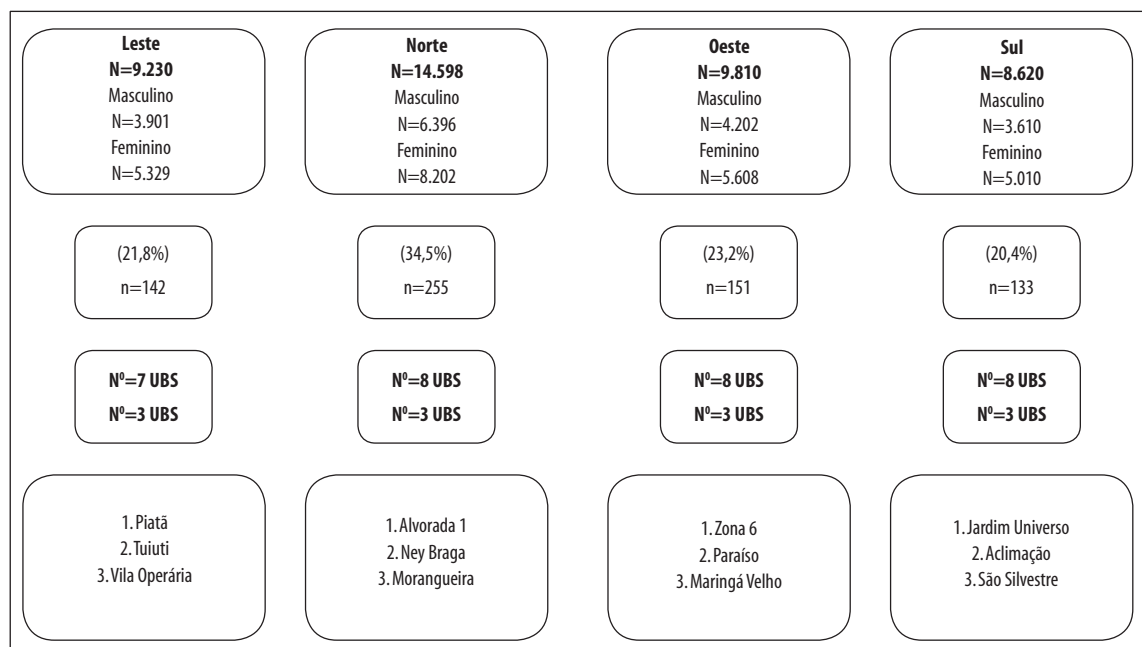 Leste
N=9.230
Masculino
N=3.901
Feminino
N=5.329
Norte
N=14.598
Masculino
N=6.396
Feminino
N=8.202
Oeste
N=9.810
Masculino
N=4.202
Feminino
N=5.608
Sul
N=8.620
Masculino
N=3.610
Feminino
N=5.010
(21,8%)
n=142
(34,5%)
n=255
(23,2%)
n=151
(20,4%)
n=133
Nº=7 UBS
Nº=3 UBS
Nº=8 UBS
Nº=3 UBS
Nº=8 UBS
Nº=3 UBS
Nº=8 UBS
Nº=3 UBS
1. Piatã
2. Tuiuti
3. Vila Operária
1. Alvorada 1
2. Ney Braga
3. Morangueira
1. Zona 6
2. Paraíso
3. Maringá Velho
1. Jardim Universo
2. Aclimação
3. São Silvestre